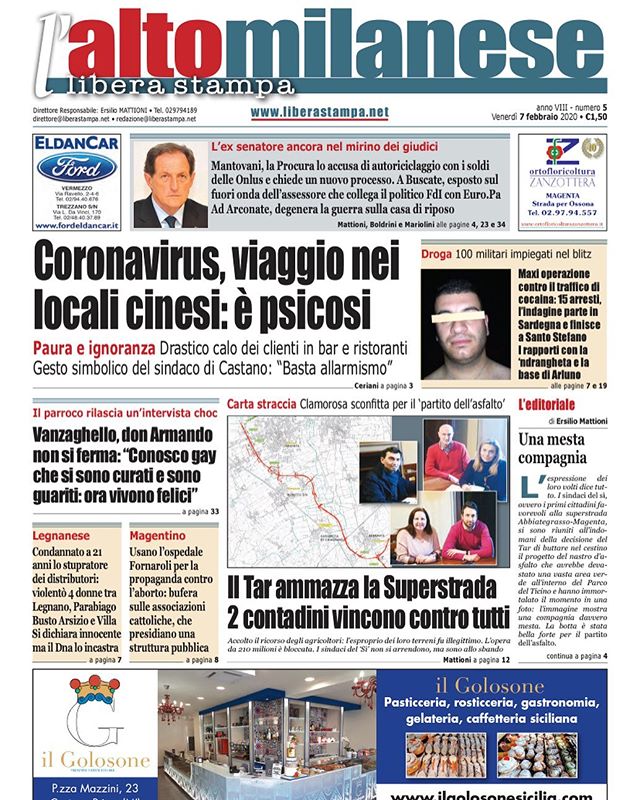 l'altomilanese
libera stampa
Direttore Responsabile: Ersilio MATTIONI • Tel. 029794189
direttore@liberastampa.net • redazione@liberastampa.net
www.liberastampa.net
anno VIII - numero 5
Venerdì 7 febbraio 2020 • €1,50
ELDANCAR
Ford
VERMEZZO
Via Ravello, 2-4-6
Tel. 02/94.40.676
TREZZANO S/N
Via L. Da Vinci, 170
Tel. 02/48.40.37.89
www.fordeldancar.it
L'ex senatore ancora nel mirino dei giudici
Mantovani, la Procura lo accusa di autoriciclaggio con i soldi
delle Onlus e chiede un nuovo processo. A Buscate, esposto sul
fuori onda dell'assessore che collega il politico FdI con Euro.Pa
Ad Arconate, degenera la guerra sulla casa di riposo
Mattioni, Boldrini e Mariolini alle pagine 4, 23 e 34
40
ortofloricoltura
ZANZOTTERA
MAGENTA
Strada per Ossona
Tel. 02-97.94.557
www.ortofloricolturazanzottera.it
Coronavirus, viaggio nei
locali cinesi: è psicosi
Paura e ignoranza Drastico calo dei clienti in bar e ristoranti
Gesto simbolico del sindaco di Castano: "Basta allarmismo"
Ceriani a pagina 3
Droga 100 militari impiegati nel blitz
Maxi operazione
contro il traffico di
cocaina: 15 arresti,
l'indagine parte in
Sardegna e finisce
a Santo Stefano
I rapporti con la
'ndrangheta e la
base di Arluno
alle pagine 7 e 19
Il parroco rilascia un'intervista choc
Vanzaghello, don Armando
non si ferma: "Conosco gay
che si sono curati e sono
guariti: ora vivono felici"
a pagina 33
Legnanese
Condannato a 21
anni lo stupratore
dei distributori:
violentò 4 donne tra
Legnano, Parabiago
Busto Arsizio e Villa
Si dichiara innocente
ma il Dna lo incastra
a pagina 7
Magentino
Usano l'ospedale
Fornaroli per la
propaganda contro
l'aborto: bufera
sulle associazioni
cattoliche, che
presidiano una
struttura pubblica
a pagina 8
Carta straccia Clamorosa sconfitta per il 'partito dell'asfalto'
Il Tar ammazza la Superstrada
2 contadini vincono contro tutti
Accolto il ricorso degli agricoltori: l'esproprio dei loro terreni fu illegittimo. L'opera
da 210 milioni è bloccata. I sindaci del 'Sì' non si arrendono, ma sono allo sbando
Mattioni a pagina 12
L'editoriale
di Ersilio Mattioni
Una mesta
compagnia
L'espressione dei
loro volti dice tut-
to. I sindaci del sì,
ovvero i primi cittadini fa-
vorevoli alla superstrada
Abbiategrasso-Magenta,
si sono riuniti all'indo-
mani della decisione del
Tar di buttare nel cestino
il progetto del nastro d'a-
sfalto che avrebbe deva-
stato una vasta area ver-
de all'interno del Parco
del Ticino e hanno immor-
talato il momento in una
foto: l'immagine mostra
una compagnia davvero
mesta. La botta è stata
bella forte per il partito
dell'asfalto.
continua a pagina 4
G
il Golosone
P.zza Mazzini, 23
il Golosone
Pasticceria, rosticceria, gastronomia,
gelateria, caffetteria siciliana
www.ilgolosonesicilia.com